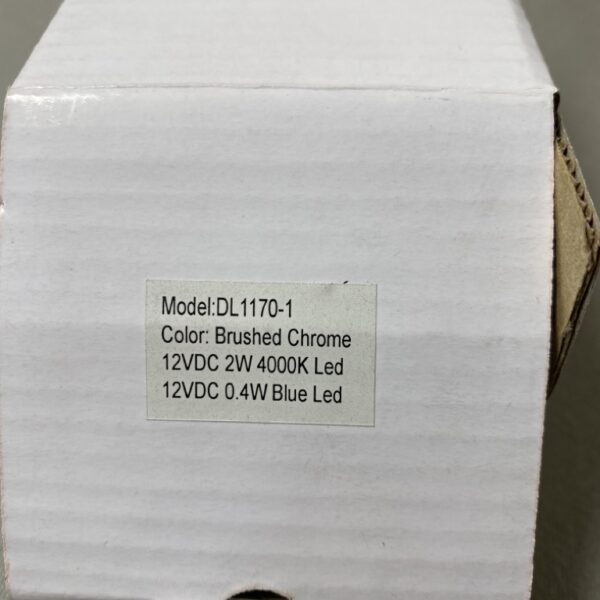 Model:DL1170-1
Color: Brushed Chrome
12VDC 2W 4000K Led
12VDC 0.4W Blue Led